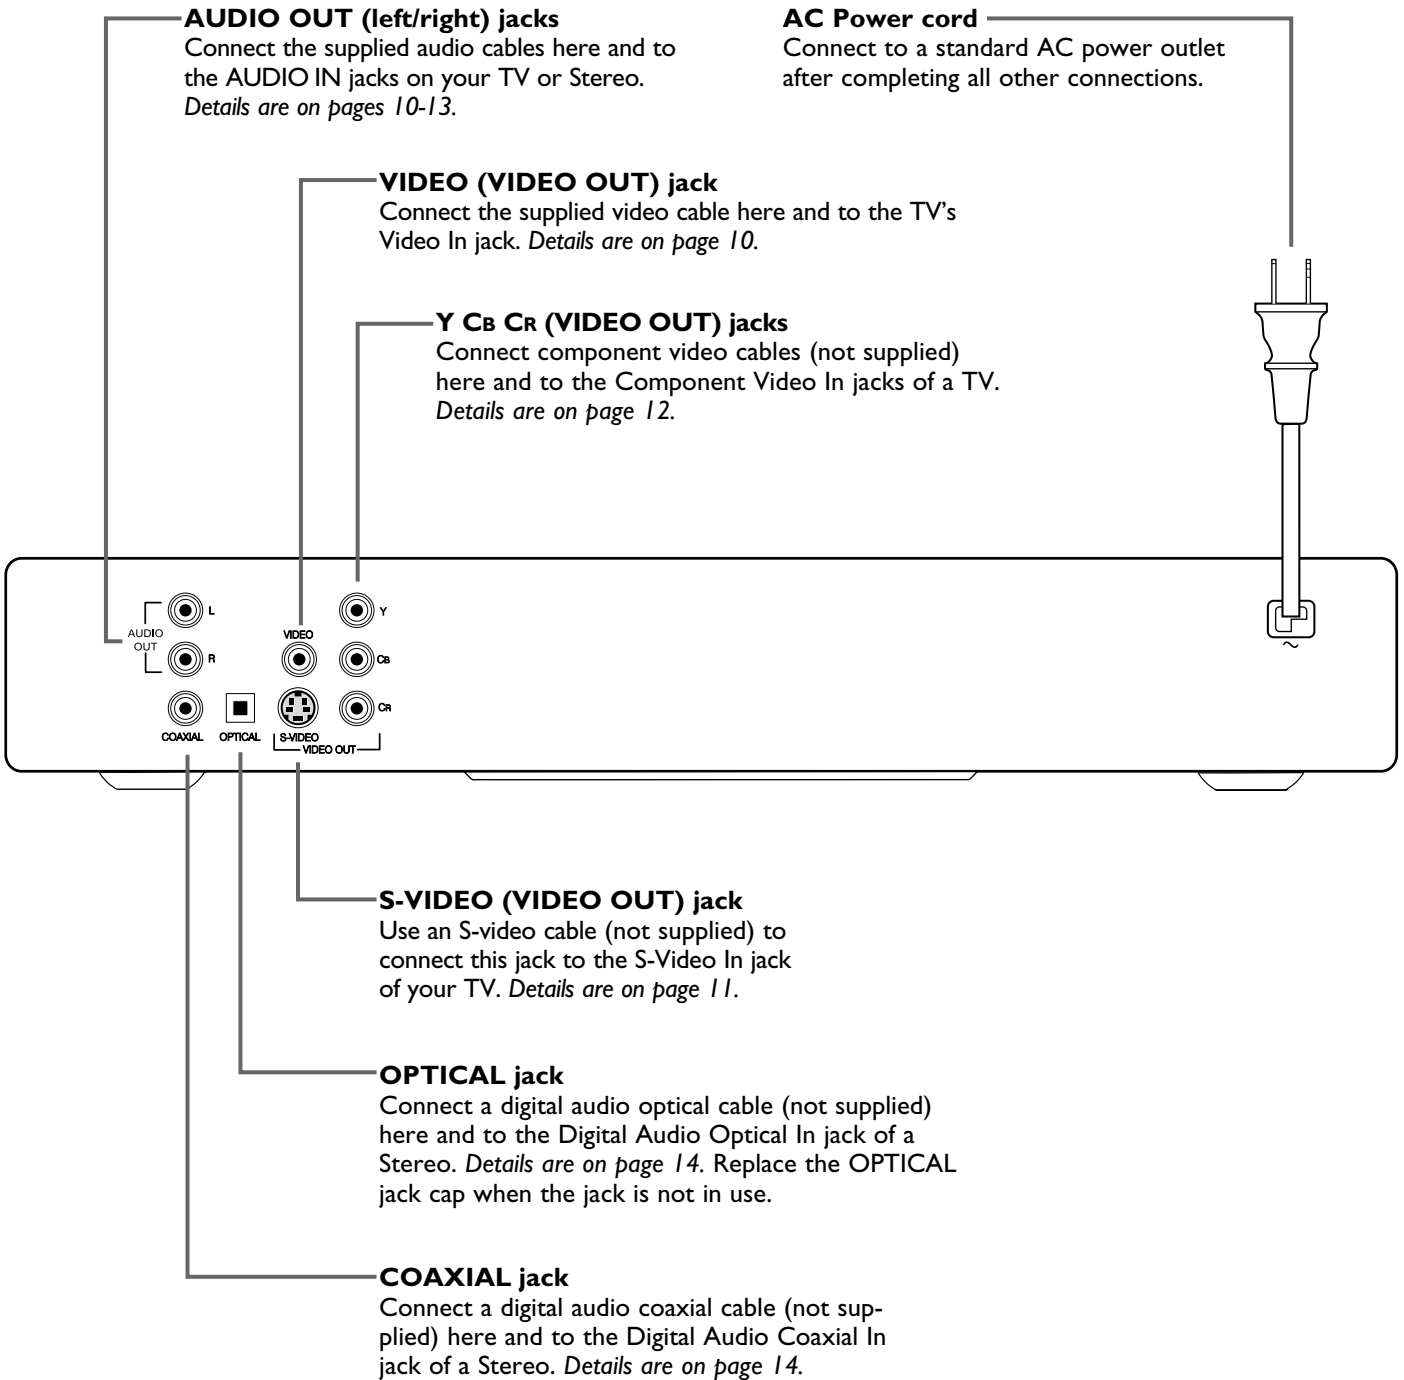 AUDIO OUT (left/right) jacks
Connect the supplied audio cables here and to
the AUDIO IN jacks on your TV or Stereo.
Details are on pages 10-13.
AC Power cord
Connect to a standard AC power outlet
after completing all other connections.
VIDEO (VIDEO OUT) jack
Connect the supplied video cable here and to the TV’s
Video In jack. Details are on page 10.
Y CB CR (VIDEO OUT) jacks
Connect component video cables (not supplied)
here and to the Component Video In jacks of a TV.
Details are on page 12.
L
Y
AUDIO
OUT
VIDEO
R
CB
CR
COAXIAL
OPTICAL
S-VIDEO
VIDEO OUT
~
S-VIDEO (VIDEO OUT) jack
Use an S-video cable (not supplied) to
connect this jack to the S-Video In jack
of your TV. Details are on page 11.
OPTICAL jack
Connect a digital audio optical cable (not supplied)
here and to the Digital Audio Optical In jack of a
Stereo. Details are on page 14. Replace the OPTICAL
jack cap when the jack is not in use.
COAXIAL jack
Connect a digital audio coaxial cable (not sup-
plied) here and to the Digital Audio Coaxial In
jack of a Stereo. Details are on page 14.